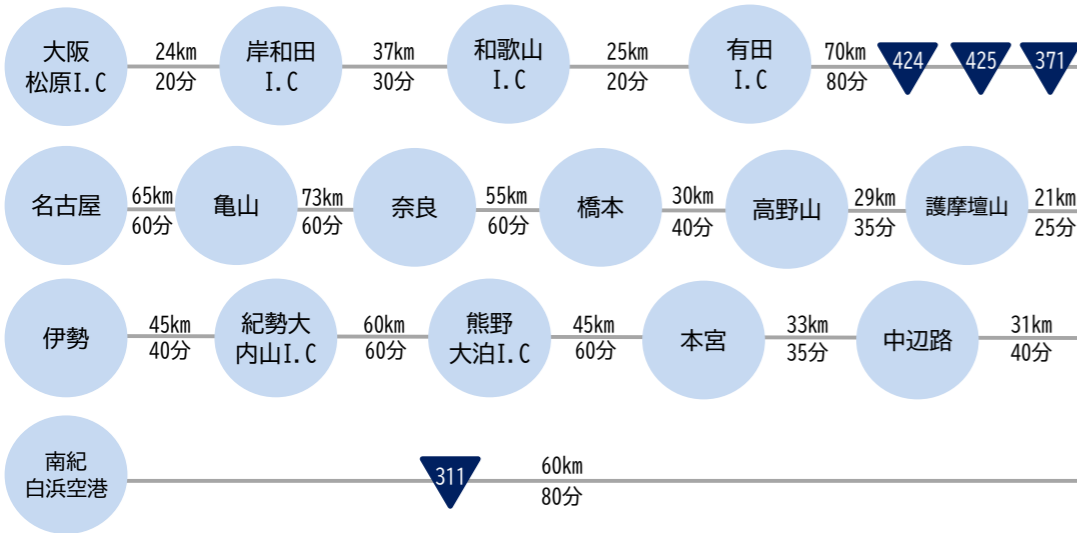 大阪
松原I.C
24km
20分
岸和田
I.C
37km
30分
和歌山
I.C
25km
20分
有田
I.C
70km
80分
424
425
371
名古屋
65km
60分
亀山
73km
60分
奈良
55km
60分
橋本
30km
40分
高野山
29km
35分
護摩壇山
21km
25分
伊勢
45km
40分
紀勢大
内山I.C
60km
60分
熊野
大泊I.C
45km
60分
本宮
33km
35分
中辺路
31km
40分
南紀
白浜空港
311
60km
80分